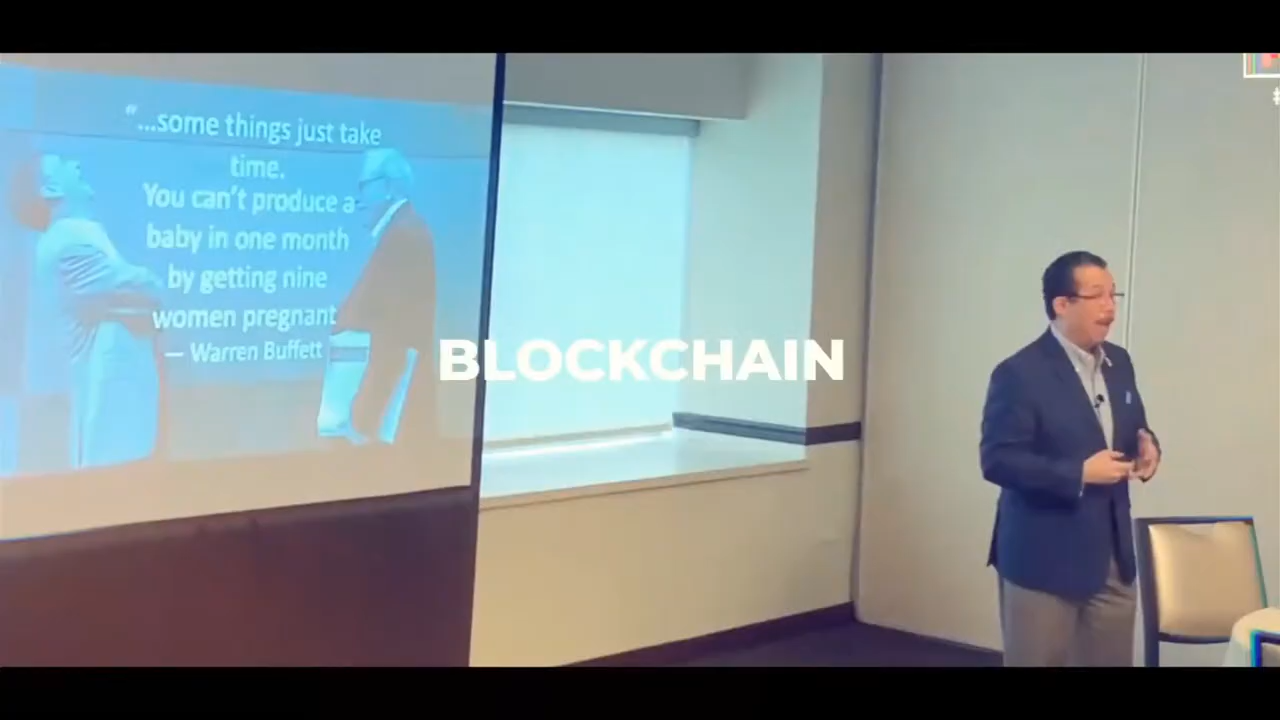 "...some things just take
time.
You can't produce a
baby in one month
by getting nine
women pregnant
— Warren Buffett
BLOCKCHAIN